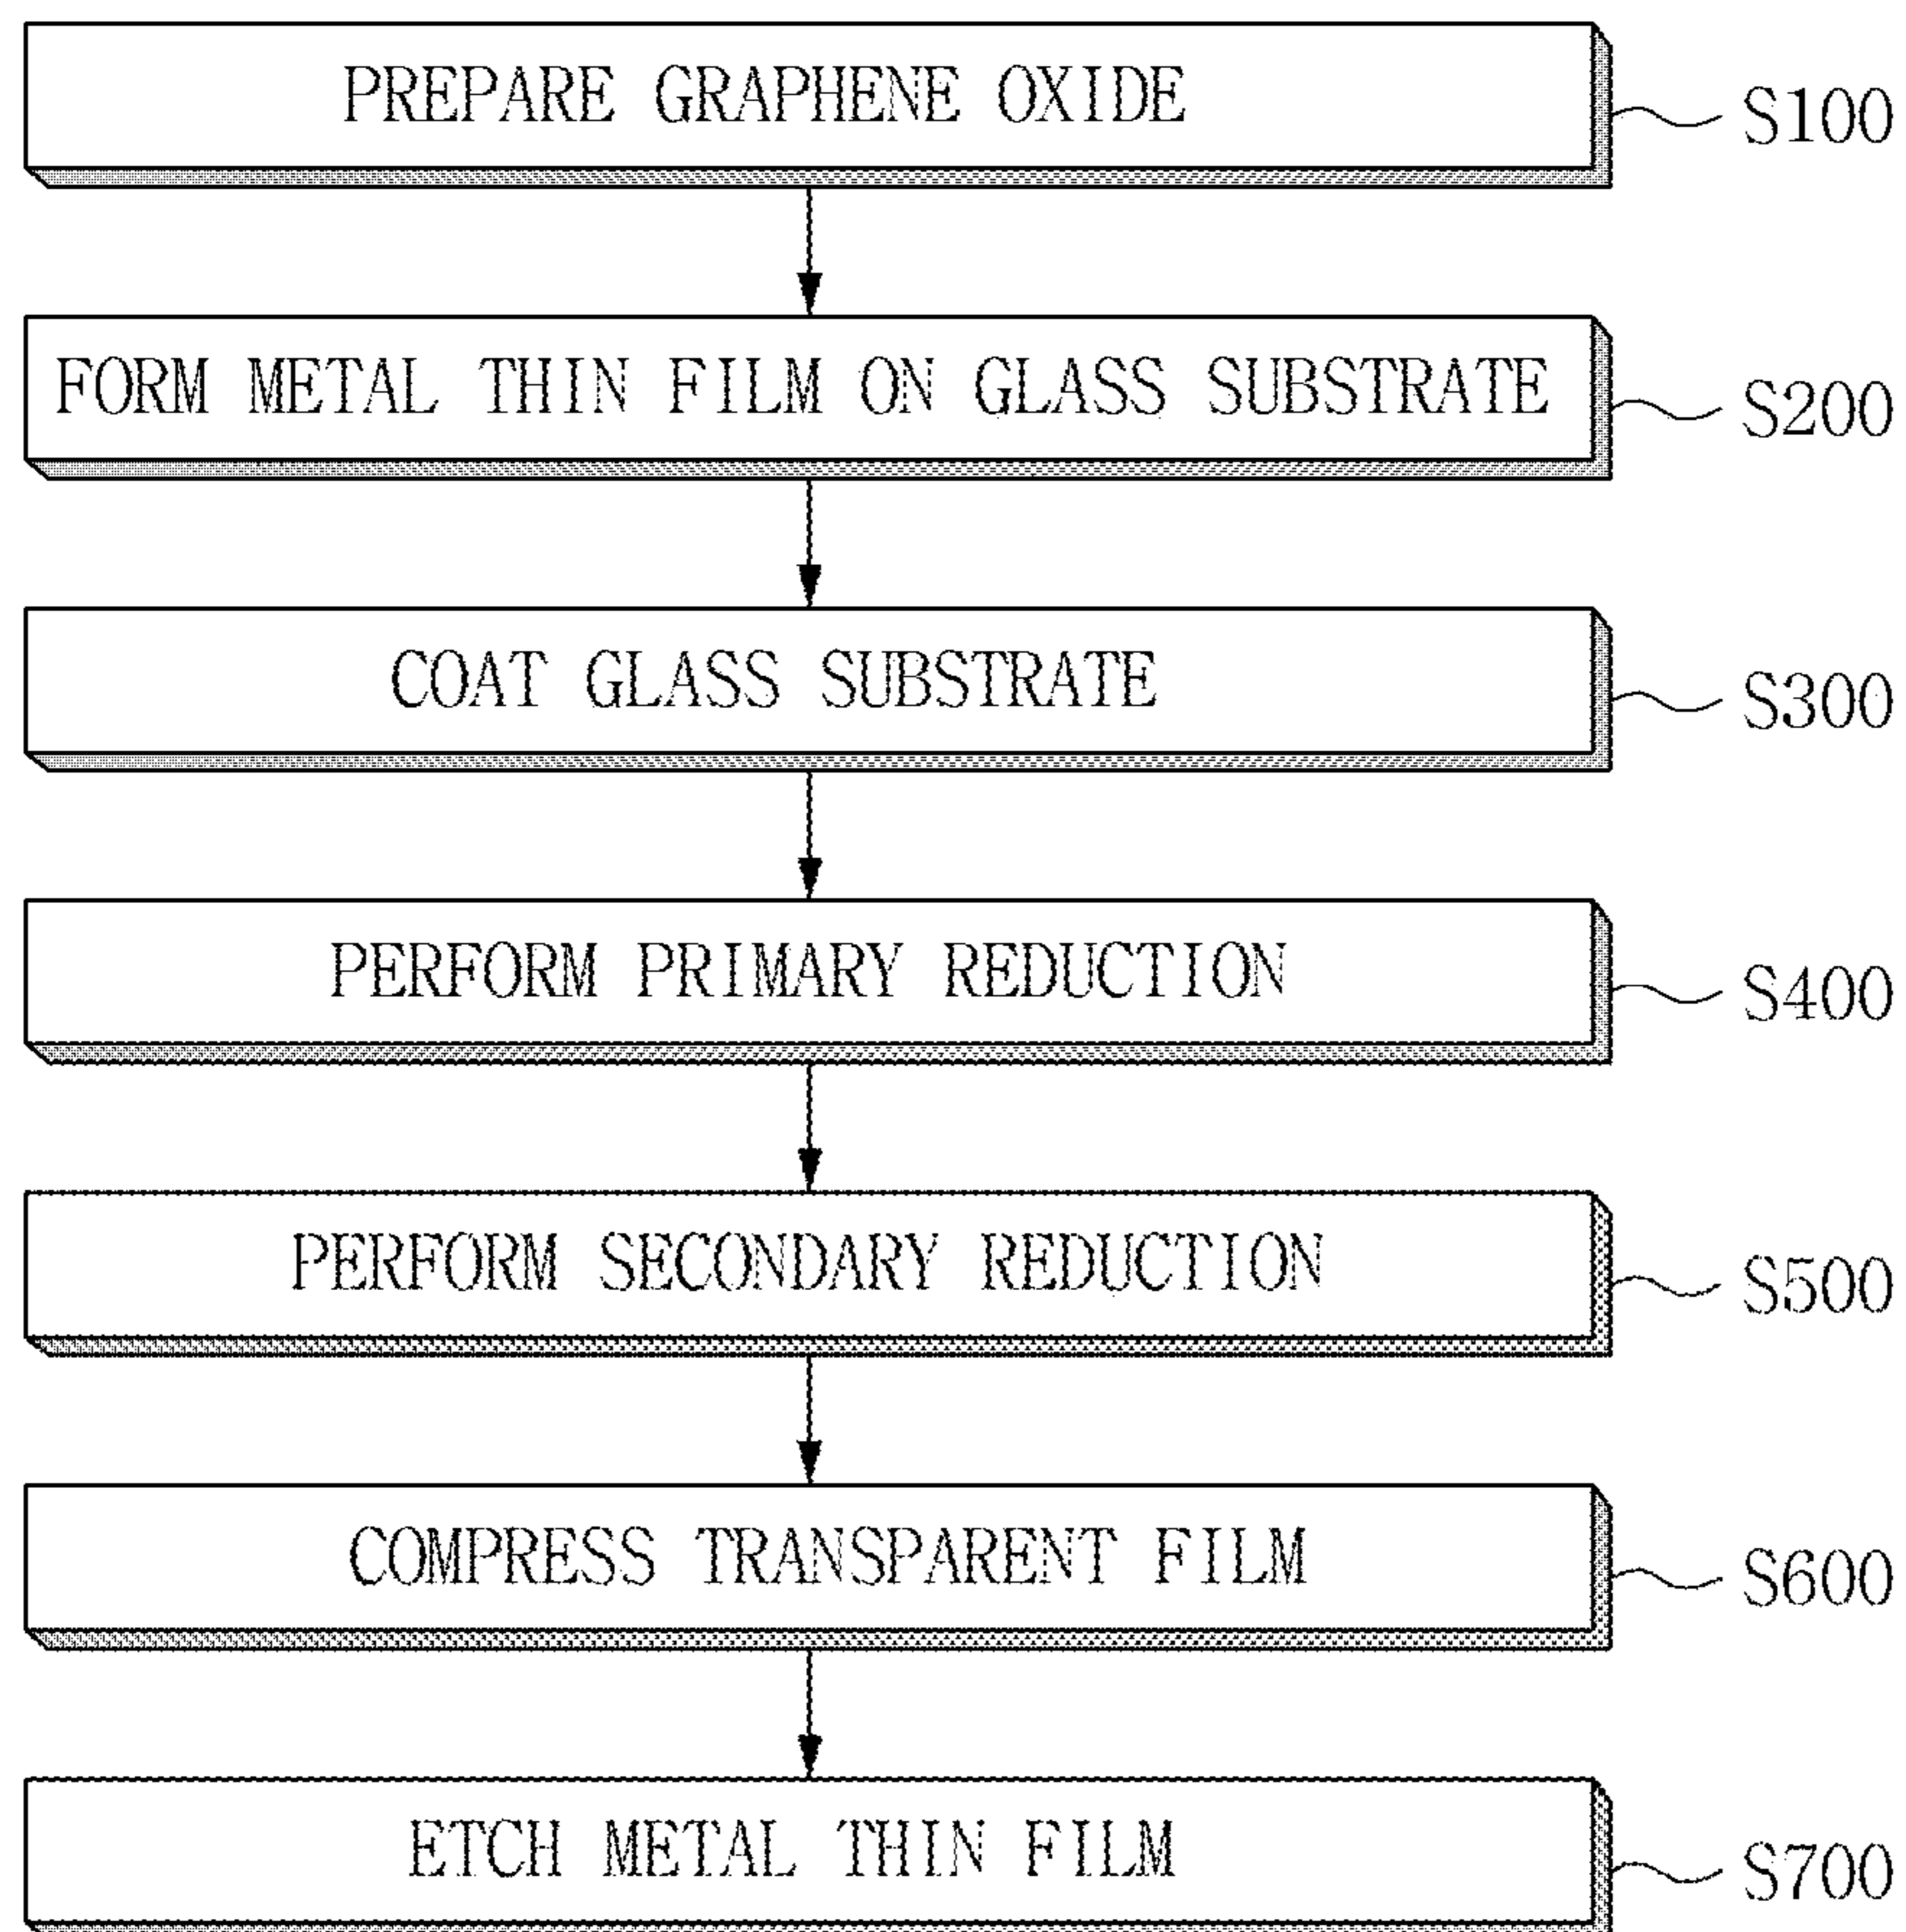 PREPARE GRAPHENE OXIDE
S100
FORM METAL THIN FILM ON GLASS SUBSTRATE
S200
COAT GLASS SUBSTRATE
S300
PERFORM PRIMARY REDUCTION
S400
PERFORM SECONDARY REDUCTION
S500
COMPRESS TRANSPARENT FILM
S600
ETCH METAL THIN FILM
S700